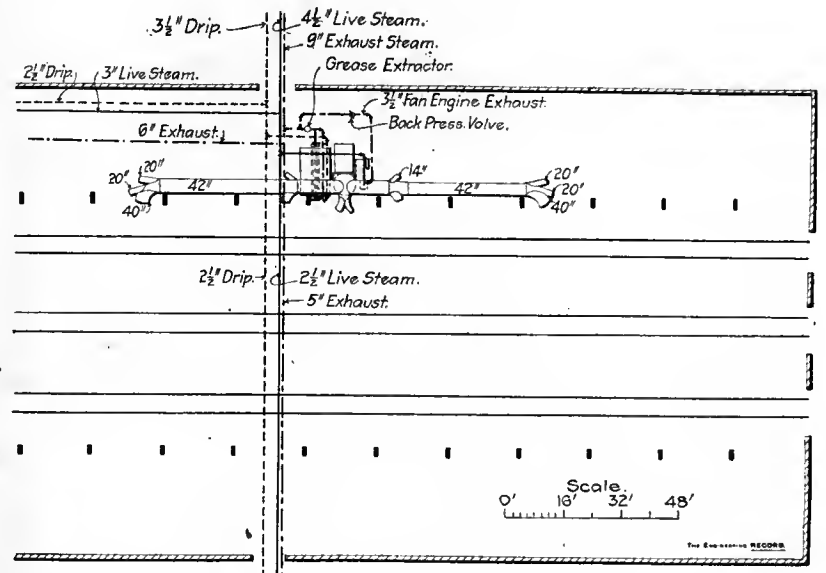 3½" Drip.
4½" Live Steam.
9" Exhaust Steam.
Grease Extractor.
2½" Drip.
3" Live Steam.
3½" Fan Engine Exhaust.
Back Press. Valve.
6" Exhaust.
20"
20"
42"
40"
14"
42"
20"
20"
40"
2½" Drip.
2½" Live Steam.
5" Exhaust.
Scale.
0' 16' 32' 48'
THE ENGINEERING RECORD.